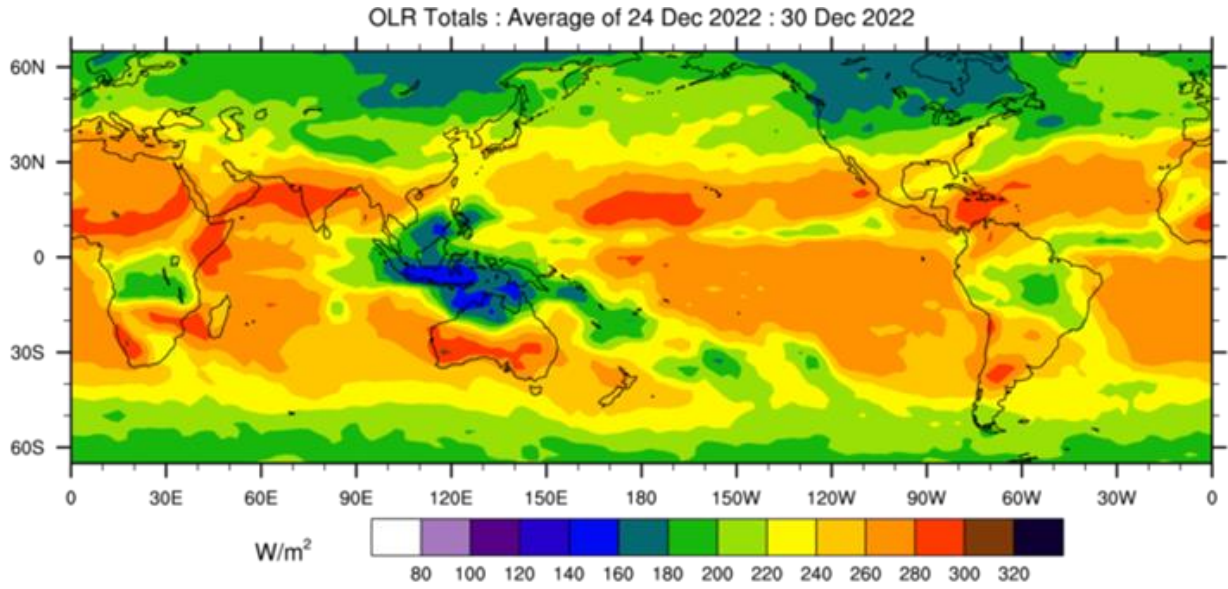 OLR Totals : Average of 24 Dec 2022 : 30 Dec 2022
60N
30N
0
30S
60S
0 30E 60E 90E 120E 150E 180 150W 120W 90W 60W 30W 0
W/m²
80 100 120 140 160 180 200 220 240 260 280 300 320